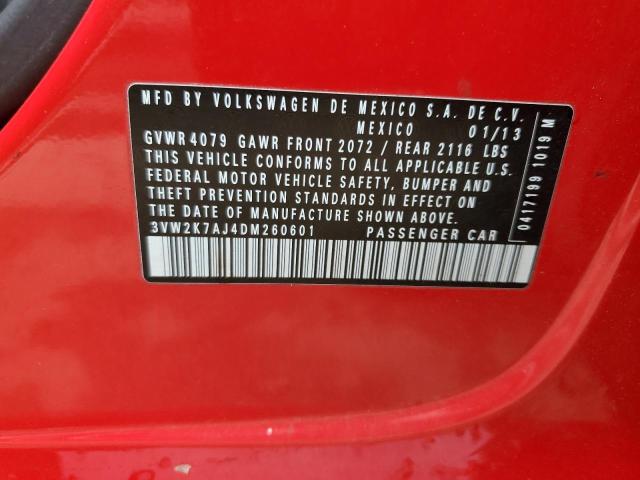 MFD BY VOLKSWAGEN DE MEXICO S.A. DE C.V.
MEXICO 01/13
GVWR 4079 GAWR FRONT 2072 / REAR 2116 LBS
THIS VEHICLE CONFORMS TO ALL APPLICABLE U.S.
FEDERAL MOTOR VEHICLE SAFETY, BUMPER AND
THEFT PREVENTION STANDARDS IN EFFECT ON
THE DATE OF MANUFACTURE SHOWN ABOVE.
3VW2K7AJ4DM260601 PASSENGER CAR
0417199 1019 M